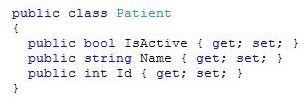 public class Patient
{
  public bool IsActive { get; set; }
  public string Name { get; set; }
  public int Id { get; set; }
}